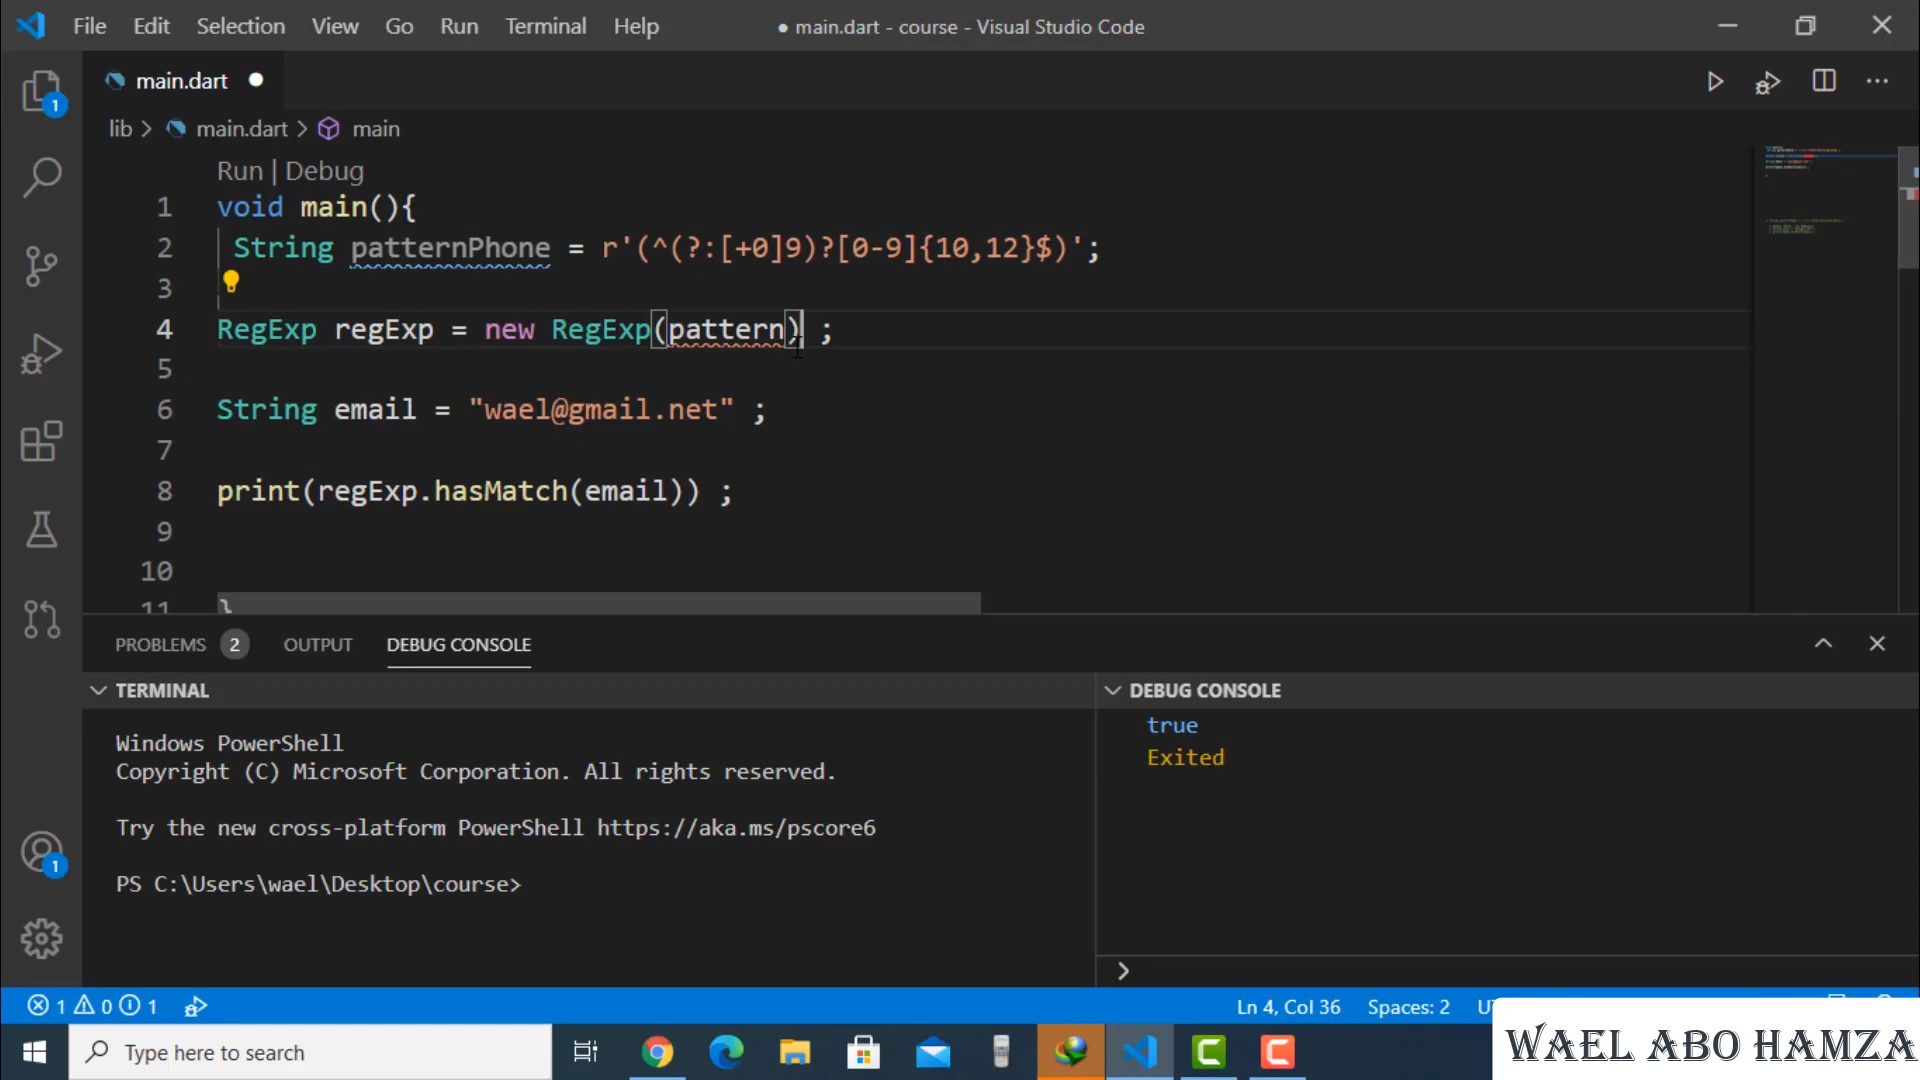 File Edit Selection View Go Run Terminal Help
● main.dart - course - Visual Studio Code
main.dart
lib > main.dart > main
Run | Debug
1 void main(){
2 String patternPhone = r'(^(?:[+0]9)?[0-9]{10,12}$)';
3
4 RegExp regExp = new RegExp(pattern) ;
5
6 String email = "wael@gmail.net" ;
7
8 print(regExp.hasMatch(email)) ;
9
10
11 }
PROBLEMS 2 OUTPUT DEBUG CONSOLE
TERMINAL
Windows PowerShell
Copyright (C) Microsoft Corporation. All rights reserved.
Try the new cross-platform PowerShell https://aka.ms/pscore6
PS C:\Users\wael\Desktop\course>
DEBUG CONSOLE
true
Exited
1
1
1 0 1
Ln 4, Col 36 Spaces: 2
Type here to search
WAEL ABO HAMZA